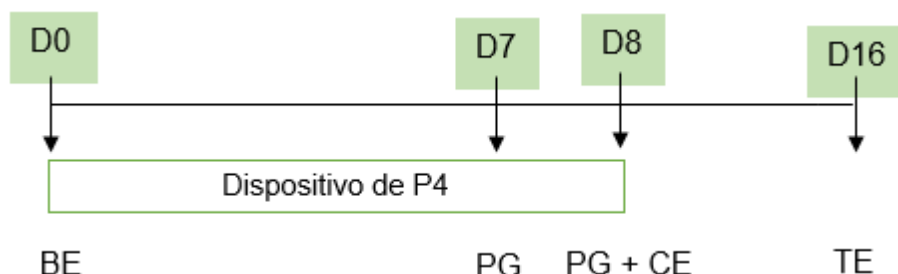 D0
D7
D8
D16
Dispositivo de P4
BE
PG
PG + CE
TE